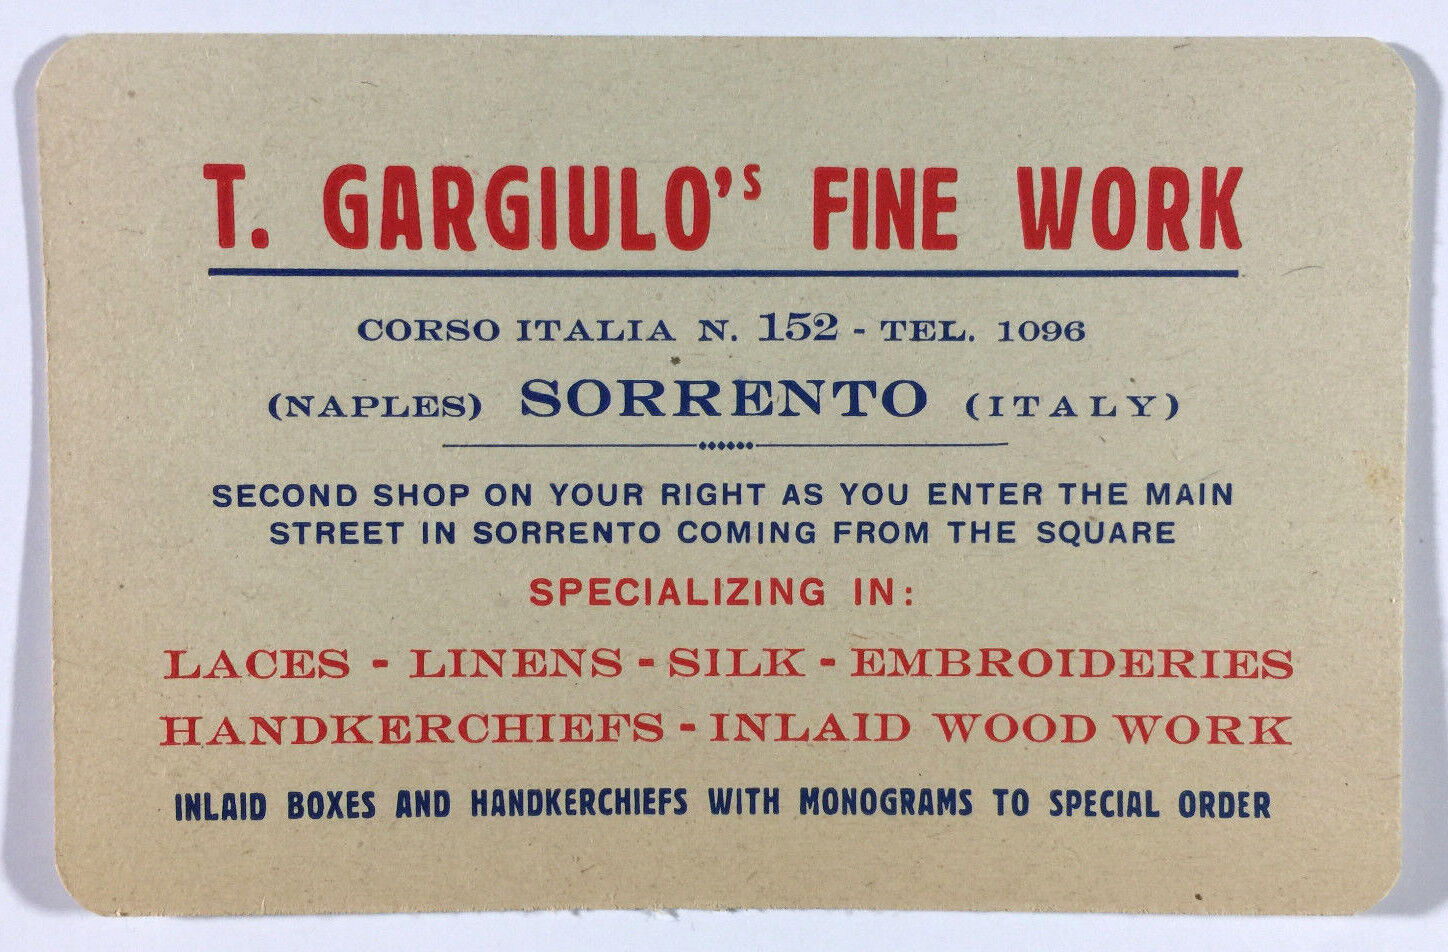 T. GARGIULO's FINE WORK
CORSO ITALIA N. 152 - TEL. 1096
(NAPLES) SORRENTO (ITALY)
SECOND SHOP ON YOUR RIGHT AS YOU ENTER THE MAIN
STREET IN SORRENTO COMING FROM THE SQUARE
SPECIALIZING IN:
LACES - LINENS - SILK - EMBROIDERIES
HANDKERCHIEFS - INLAID WOOD WORK
INLAID BOXES AND HANDKERCHIEFS WITH MONOGRAMS TO SPECIAL ORDER